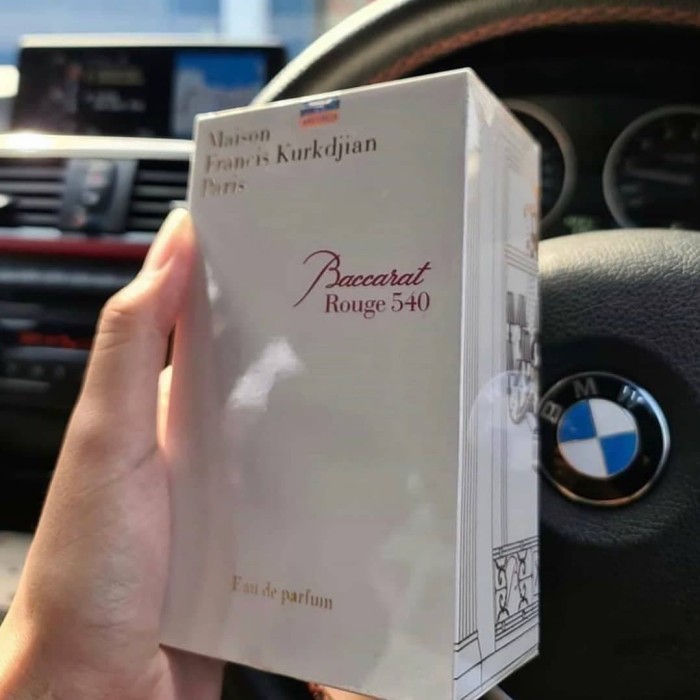 Maison
Francis Kurkdjian
Paris
Baccarat
Rouge 540
Eau de parfum
BMW